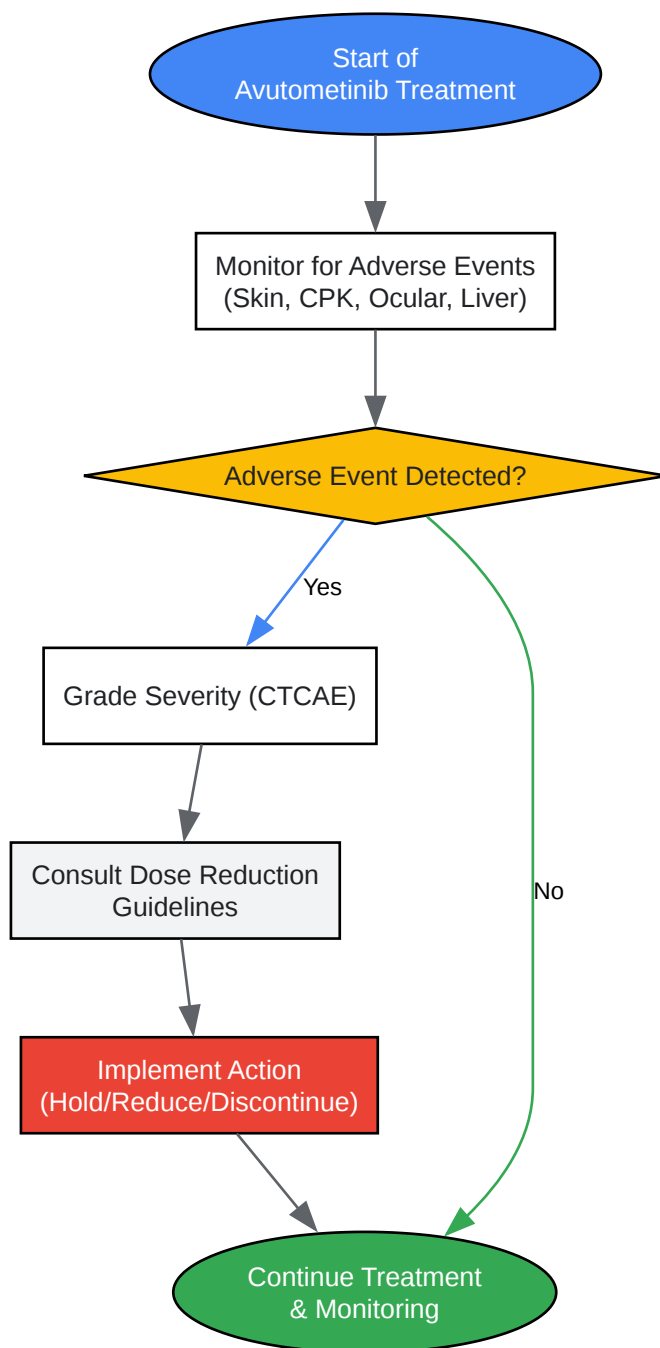 Start of
Avutometinib Treatment
Monitor for Adverse Events
(Skin, CPK, Ocular, Liver)
Adverse Event Detected?
Yes
Grade Severity (CTCAE)
Consult Dose Reduction
Guidelines
No
Implement Action
(Hold/Reduce/Discontinue)
Continue Treatment
& Monitoring